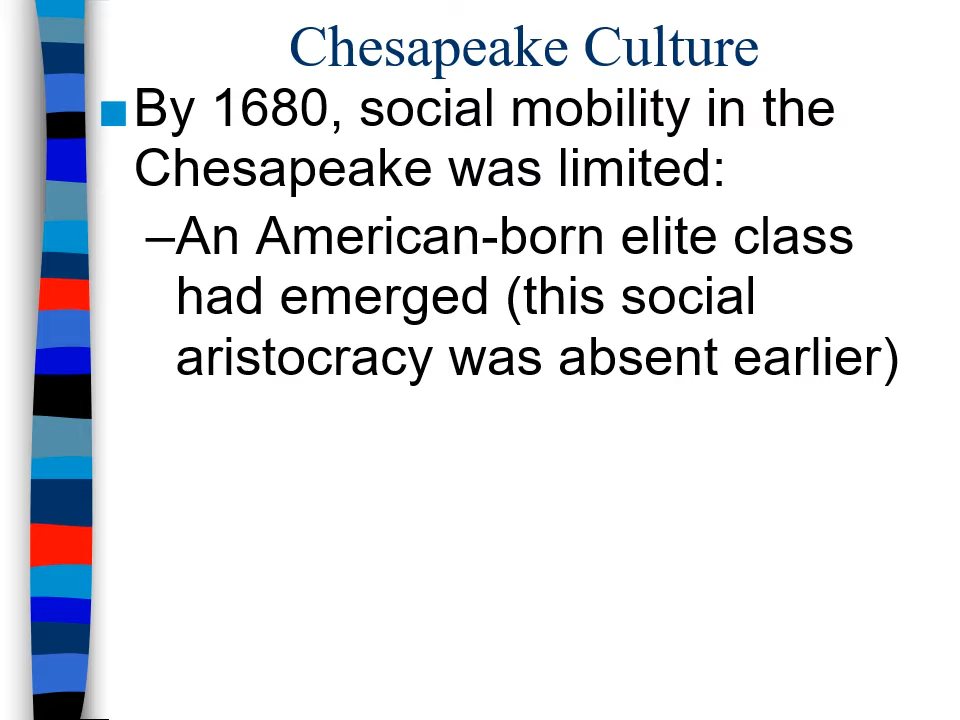 Chesapeake Culture
■By 1680, social mobility in the
Chesapeake was limited:
–An American-born elite class
had emerged (this social
aristocracy was absent earlier)